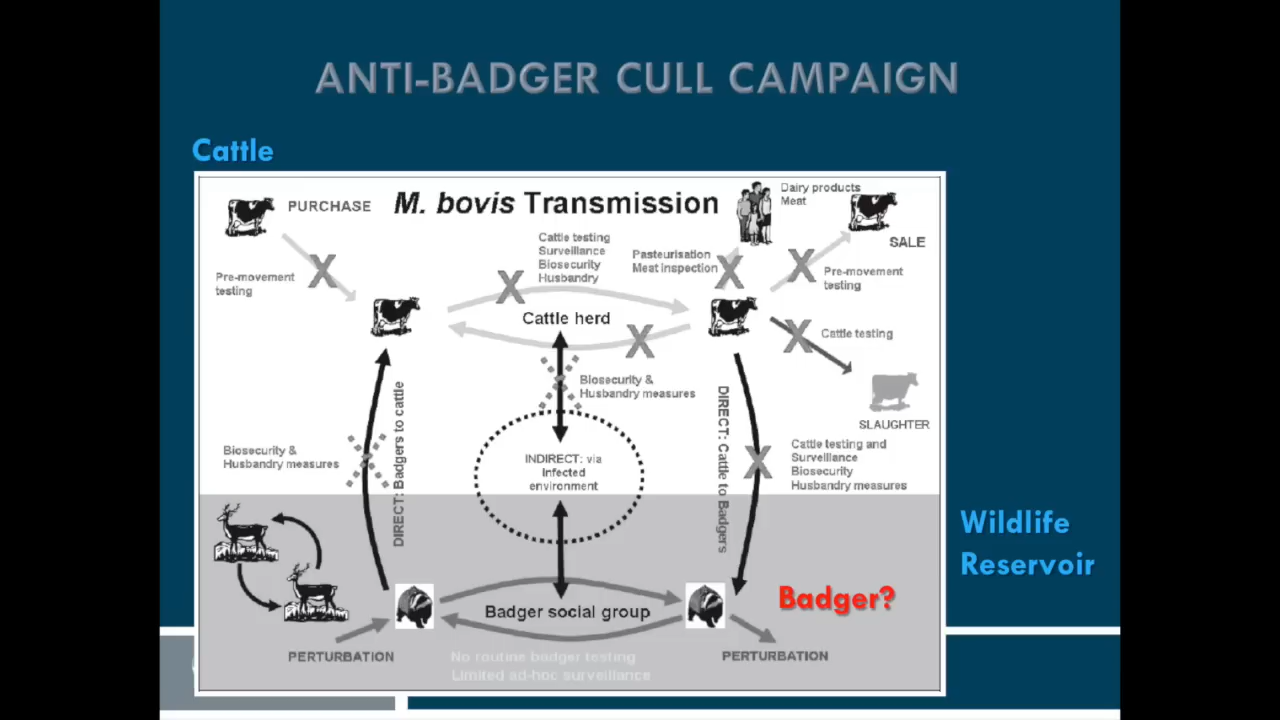 ANTI-BADGER CULL CAMPAIGN
Cattle
M. bovis Transmission
PURCHASE
Pre-movement
testing
Cattle testing
Surveillance
Biosecurity
Husbandry
Pasteurisation
Meat inspection
Dairy products
Meat
SALE
Pre-movement
testing
Cattle herd
Cattle testing
SLAUGHTER
Biosecurity &
Husbandry measures
DIRECT: Badgers to cattle
DIRECT: Cattle to Badgers
Biosecurity &
Husbandry measures
INDIRECT: via
Infected
environment
Cattle testing and
Surveillance
Biosecurity
Husbandry measures
Wildlife
Reservoir
Badger?
Badger social group
PERTURBATION
PERTURBATION
No routine badger testing
Limited ad-hoc surveillance